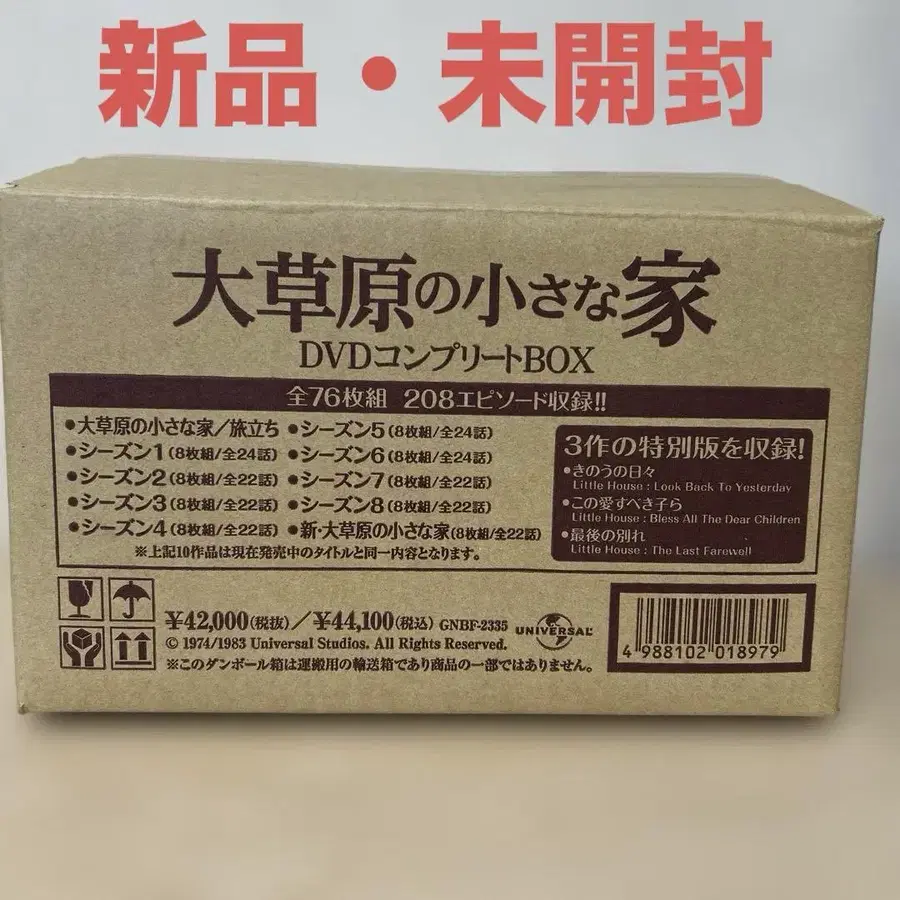 新品・未開封
大草原の小さな家
DVDコンプリートBOX
全76枚組 208エピソード収録!!
●大草原の小さな家／旅立ち
●シーズン1(8枚組/全24話)
●シーズン2(8枚組/全22話)
●シーズン3(8枚組/全22話)
●シーズン4(8枚組/全22話)
●シーズン5(8枚組/全24話)
●シーズン6(8枚組/全24話)
●シーズン7(8枚組/全22話)
●シーズン8(8枚組/全22話)
●新・大草原の小さな家(8枚組/全22話)
※上記10作品は現在発売中のタイトルと同一内容となります。
3作の特別版を収録!
●きのうの日々
Little House : Look Back To Yesterday
●この愛すべき子ら
Little House : Bless All The Dear Children
●最後の別れ
Little House : The Last Farewell
¥42,000(税抜)／¥44,100(税込) GNBF-2335
© 1974/1983 Universal Studios. All Rights Reserved.
※このダンボール箱は運搬用の輸送箱であり商品の一部ではありません。
UNIVERSAL
4 988102 018979